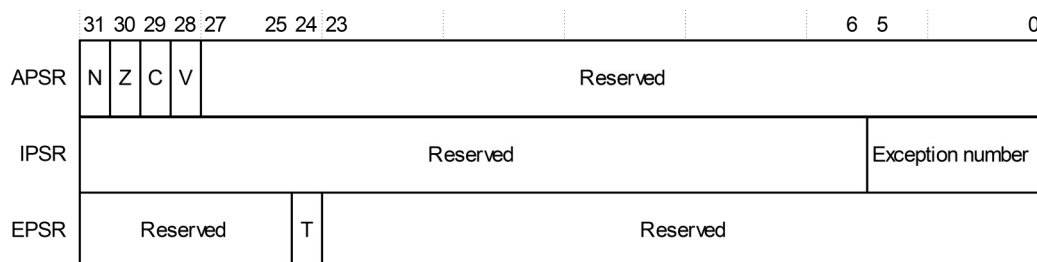 31 30 29 28 27 25 24 23 6 5 0
APSR N Z C V Reserved
IPSR Reserved Exception number
EPSR Reserved T Reserved